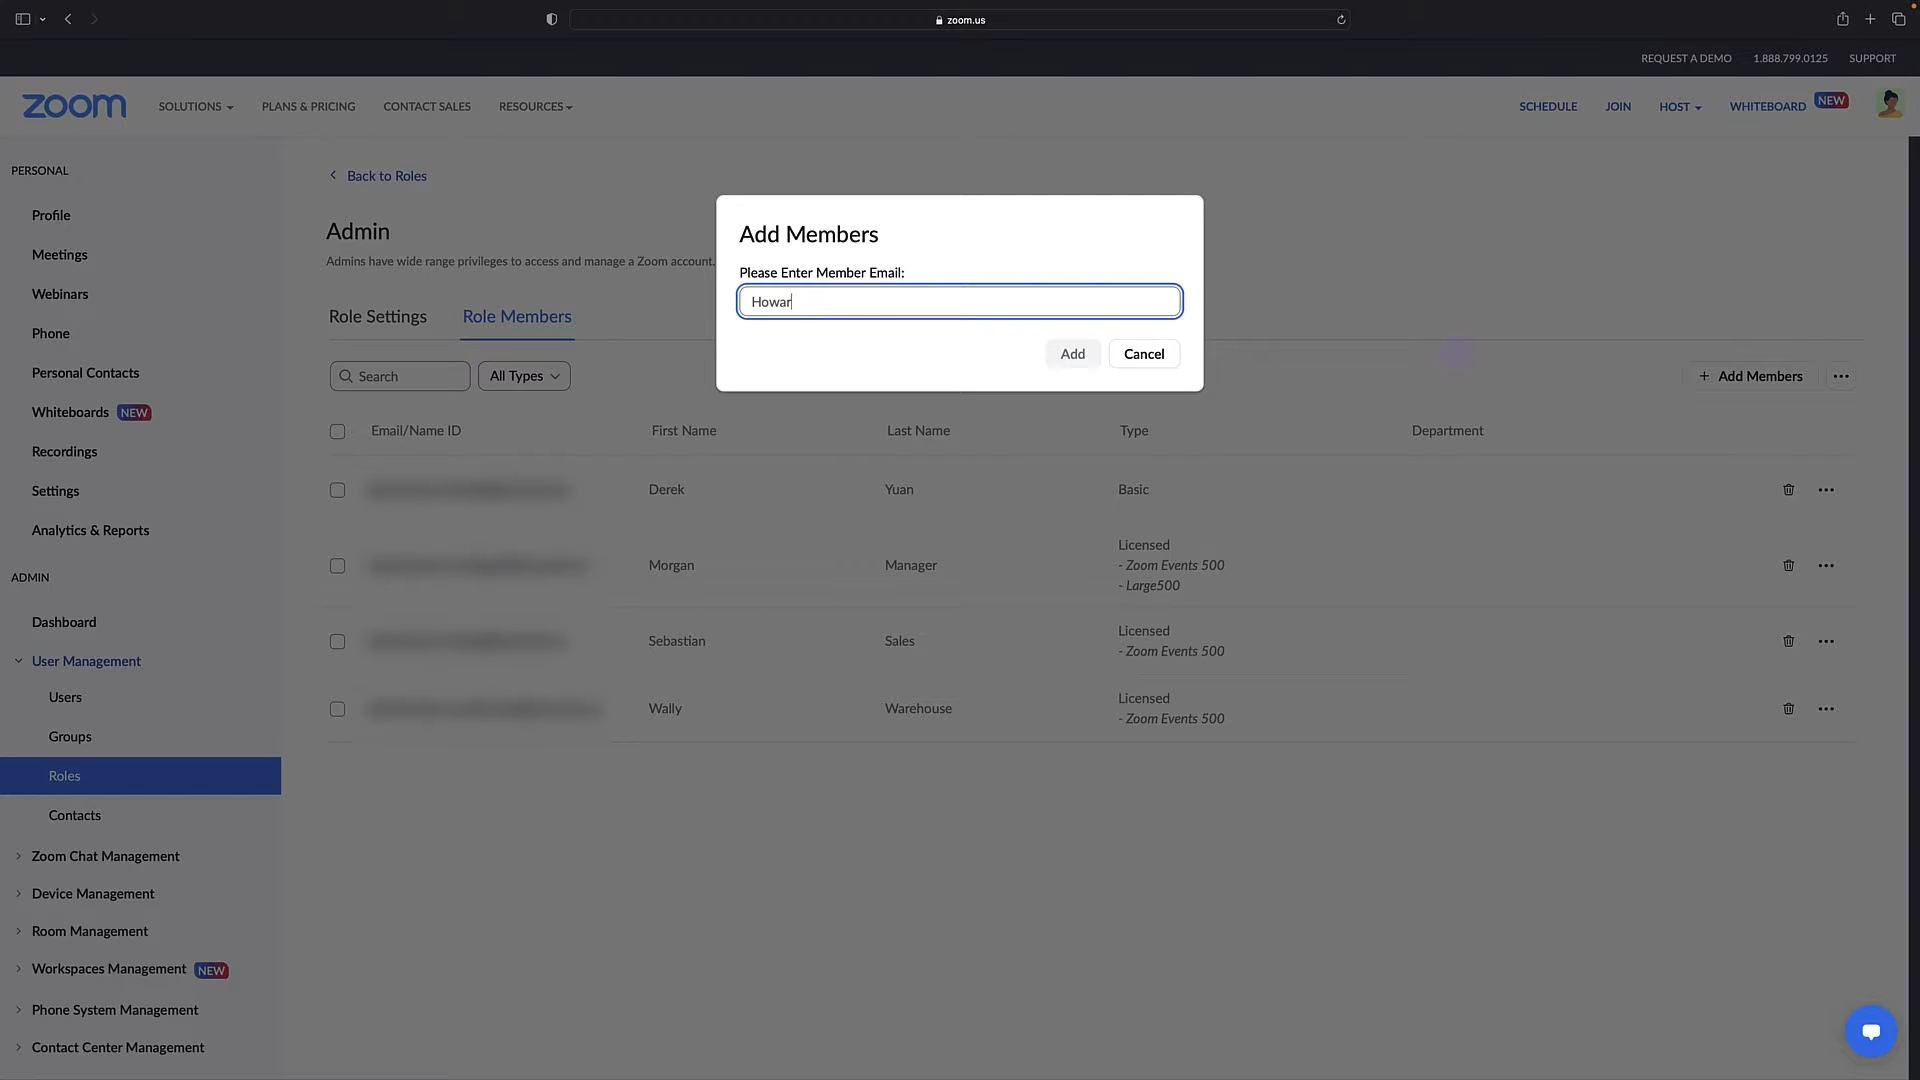 zoom.us
REQUEST A DEMO 1.888.799.0125 SUPPORT
zoom SOLUTIONS PLANS & PRICING CONTACT SALES RESOURCES SCHEDULE JOIN HOST WHITEBOARD NEW
PERSONAL
Profile
Meetings
Webinars
Phone
Personal Contacts
Whiteboards NEW
Recordings
Settings
Analytics & Reports
ADMIN
Dashboard
User Management
Users
Groups
Roles
Contacts
Zoom Chat Management
Device Management
Room Management
Workspaces Management NEW
Phone System Management
Contact Center Management
Back to Roles
Admin
Admins have wide range privileges to access and manage a Zoom account.
Role Settings Role Members
Search All Types + Add Members
Email/Name ID First Name Last Name Type Department
Derek Yuan Basic
Morgan Manager Licensed
- Zoom Events 500
- Large500
Sebastian Sales Licensed
- Zoom Events 500
Wally Warehouse Licensed
- Zoom Events 500
Add Members
Please Enter Member Email:
Howar
Add Cancel